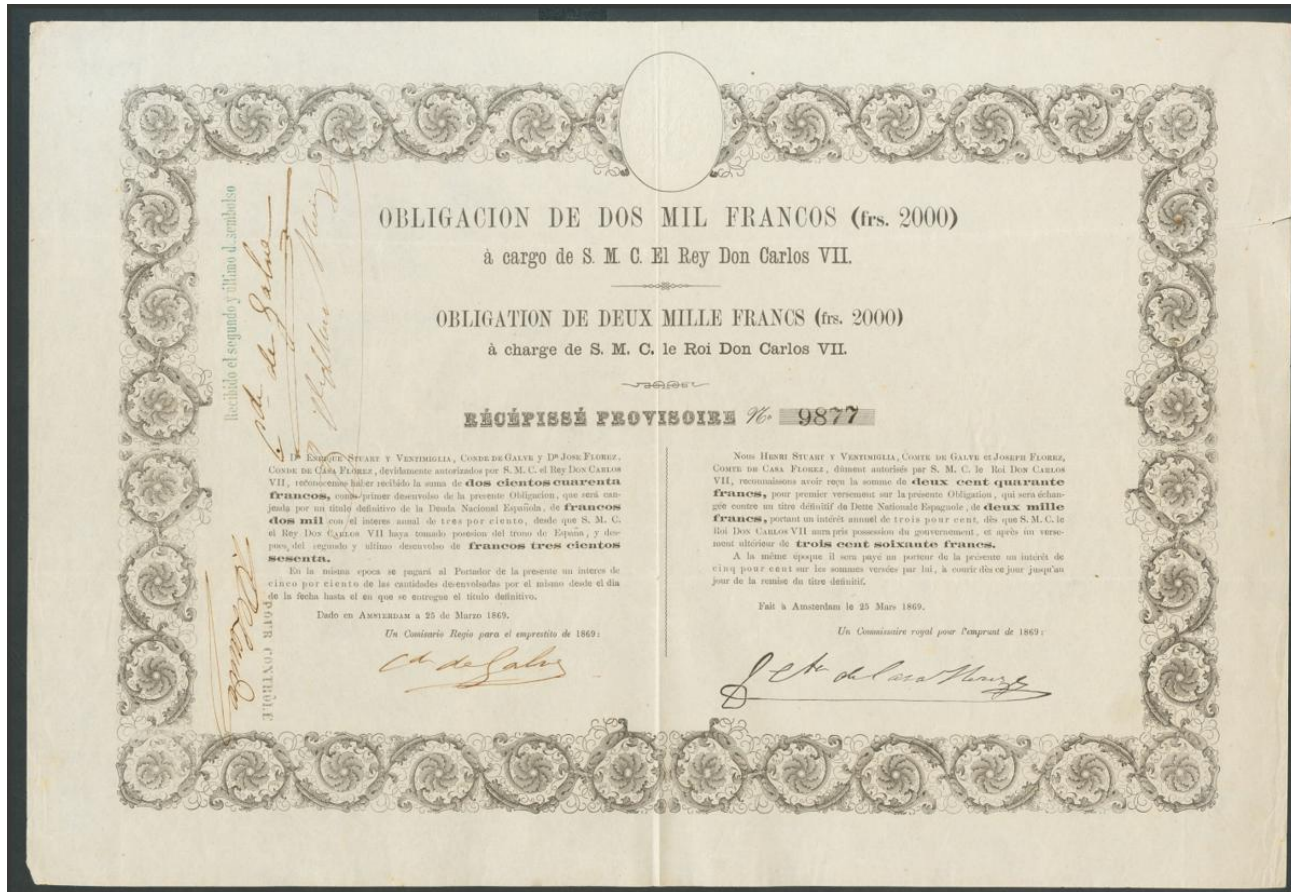 OBLIGACION DE DOS MIL FRANCOS (frs. 2000)
à cargo de S. M. C. El Rey Don Carlos VII.
OBLIGATION DE DEUX MILLE FRANCS (frs. 2000)
à charge de S. M. C. le Roi Don Carlos VII.
RÉCÉPISSÉ PROVISOIRE No 9877
Dn ENRIQUE STUART Y VENTIMIGLIA, CONDE DE GALVE Y Dn JOSE FLOREZ,
CONDE DE CASA FLOREZ, devidamente autorizados por S. M. C. el Rey DON CARLOS
VII, reconocemos haber recibido la suma de dos cientos cuarenta
francos, como primer desenvolso de la presente Obligacion, que será can-
jeada por un titulo definitivo de la Deuda Nacional Española, de francos
dos mil con el interes anual de tres por ciento, desde que S. M. C.
el Rey DON CARLOS VII haya tomado posesion del trono de España, y des-
pues, del segundo y ultimo desenvolso de francos tres cientos
sesenta.
En la misma epoca se pagará al Portador de la presente un interes de
cinco por ciento de las cantidades desenvolsadas por el mismo desde el dia
de la fecha hasta el en que se entregue el titulo definitivo.
Dado en AMSTERDAM a 25 de Marzo 1869.
Un Comisario Regio para el emprestito de 1869:
Cde de Galve
Nous HENRI STUART Y VENTIMIGLIA, COMTE DE GALVE et JOSEPH FLOREZ,
COMTE DE CASA FLOREZ, dûment autorisés par S. M. C. le Roi DON CARLOS
VII, reconnaissons avoir reçu la somme de deux cent quarante
francs, pour premier versement sur la présente Obligation, qui sera échan-
gée contre un titre définitif de Dette Nationale Espagnole, de deux mille
francs, portant un intérêt annuel de trois pour cent, dès que S. M. C. le
Roi DON CARLOS VII aura pris possession du gouvernement, et après un verse-
ment ultérieur de trois cent soixante francs.
A la même époque il sera payé au porteur de la présente un intérêt de
cinq pour cent sur les sommes versées par lui, à courir dès ce jour jusqu'au
jour de la remise du titre définitif.
Fait à Amsterdam le 25 Mars 1869.
Un Commissaire royal pour l'emprunt de 1869:
Cte de Casa Florez
Recibido el segundo y último d sembolso
Cde de Galve
POUR CONTRÔLE